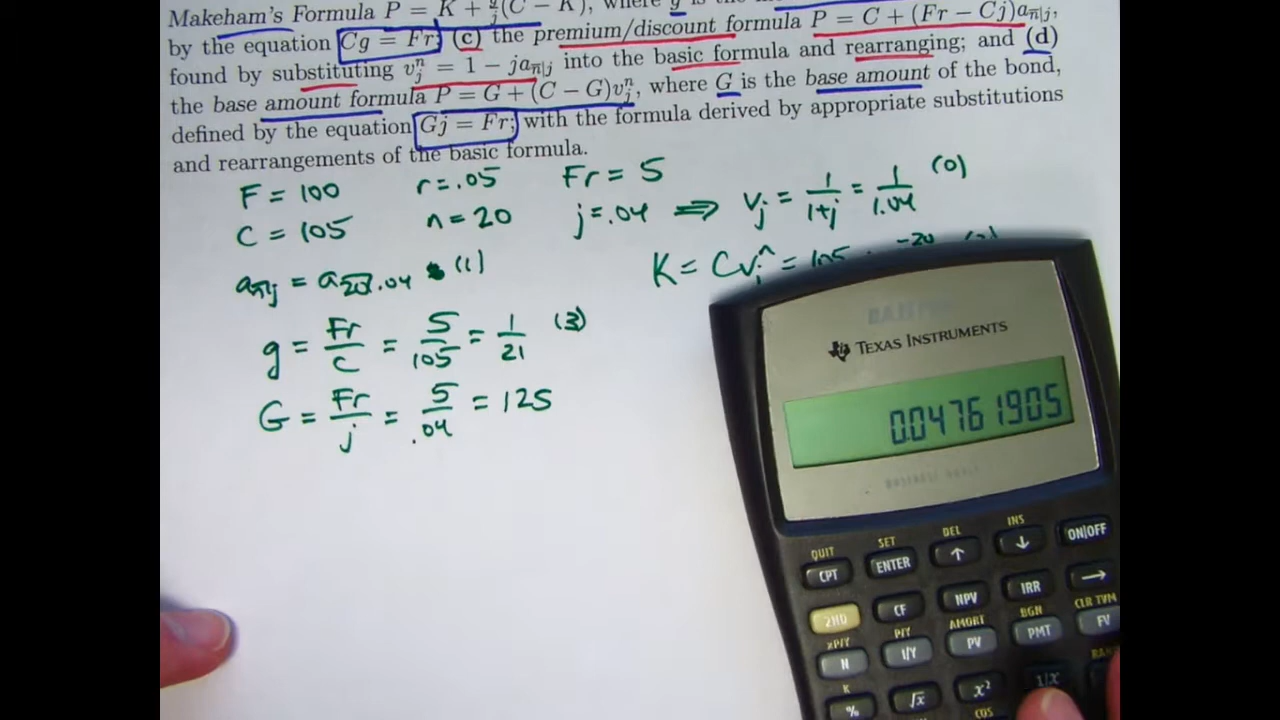 Makeham's Formula P = K + g/j (C − K), where g is the
by the equation Cg = Fr; (c) the premium/discount formula P = C + (Fr − Cj)a_n̅|j,
found by substituting v_j^n = 1 − ja_n̅|j into the basic formula and rearranging; and (d)
the base amount formula P = G + (C − G)v_j^n, where G is the base amount of the bond,
defined by the equation Gj = Fr; with the formula derived by appropriate substitutions
and rearrangements of the basic formula.
F = 100 r = .05 Fr = 5
C = 105 n = 20 j = .04 ⇒ v_j = 1/(1+j) = 1/1.04 (0)
a_n̅|j = a_20̅|.04 (1) K = Cv_j^n = 105 -20
g = Fr/C = 5/105 = 1/21 (3)
G = Fr/j = 5/.04 = 125
TEXAS INSTRUMENTS
0.04761905
QUIT SET DEL INS
CPT ENTER ↑ ↓ ON|OFF
2ND CF NPV IRR →
xP/Y P/Y AMORT BGN CLR TVM
N I/Y PV PMT FV
K
% √x x² 1/x
COS